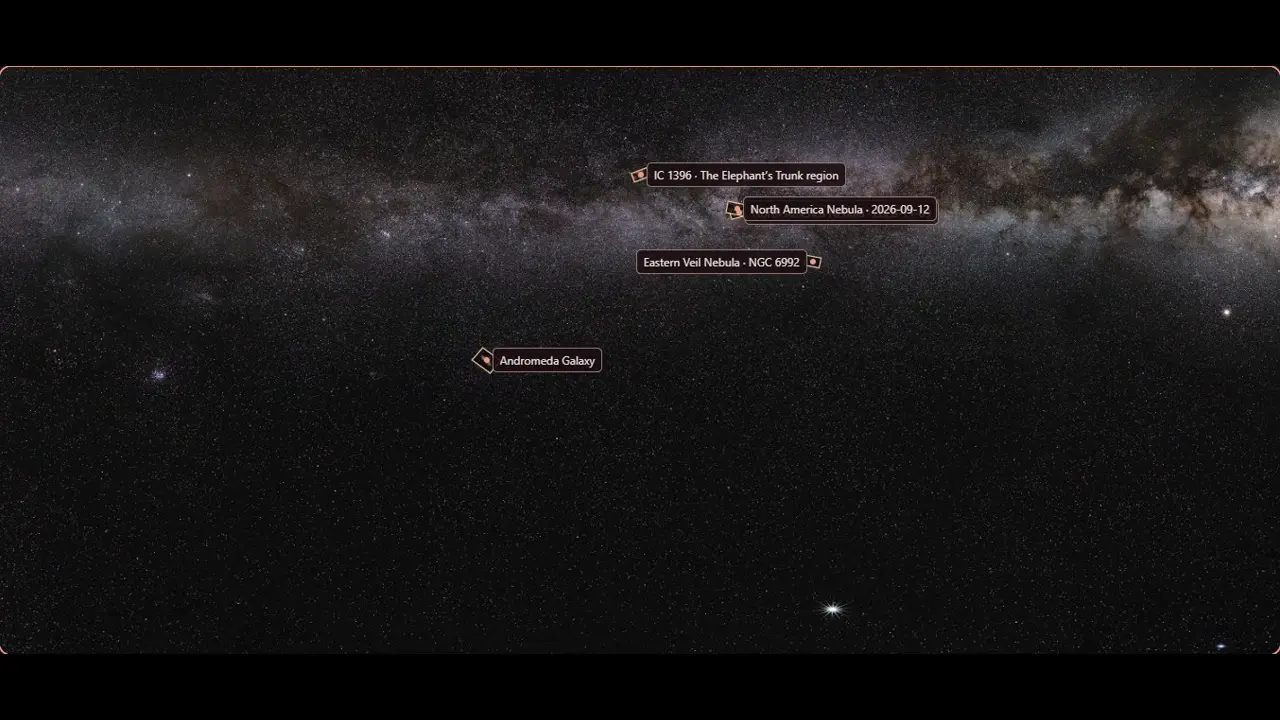 IC 1396 · The Elephant's Trunk region
North America Nebula · 2026-09-12
Eastern Veil Nebula · NGC 6992
Andromeda Galaxy